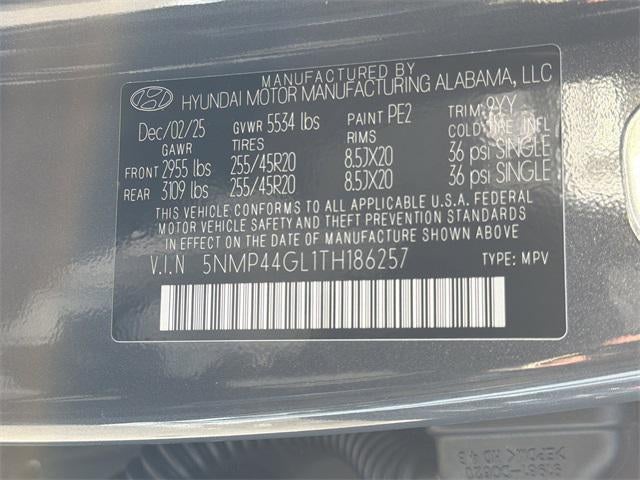 MANUFACTURED BY
HYUNDAI MOTOR MANUFACTURING ALABAMA, LLC
Dec/02/25 GVWR 5534 lbs PAINT PE2 TRIM: 9YY
GAWR TIRES RIMS COLD TIRE INFL
FRONT 2955 lbs 255/45R20 8.5JX20 36 psi SINGLE
REAR 3109 lbs 255/45R20 8.5JX20 36 psi SINGLE
THIS VEHICLE CONFORMS TO ALL APPLICABLE U.S.A. FEDERAL
MOTOR VEHICLE SAFETY AND THEFT PREVENTION STANDARDS
IN EFFECT ON THE DATE OF MANUFACTURE SHOWN ABOVE
V.I.N 5NMP44GL1TH186257 TYPE: MPV